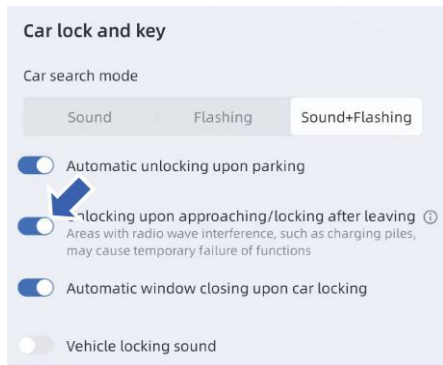 Car lock and key
Car search mode
Sound Flashing Sound+Flashing
Automatic unlocking upon parking
Unlocking upon approaching/locking after leaving
Areas with radio wave interference, such as charging piles,
may cause temporary failure of functions
Automatic window closing upon car locking
Vehicle locking sound